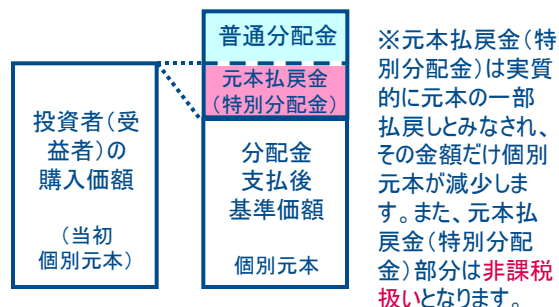 普通分配金
元本払戻金
（特別分配金）
投資者（受
益者）の
購入価額
（当初
個別元本）
分配金
支払後
基準価額
個別元本
※元本払戻金（特
別分配金）は実質
的に元本の一部
払戻しとみなされ、
その金額だけ個別
元本が減少しま
す。また、元本払
戻金（特別分配
金）部分は非課税
扱いとなります。